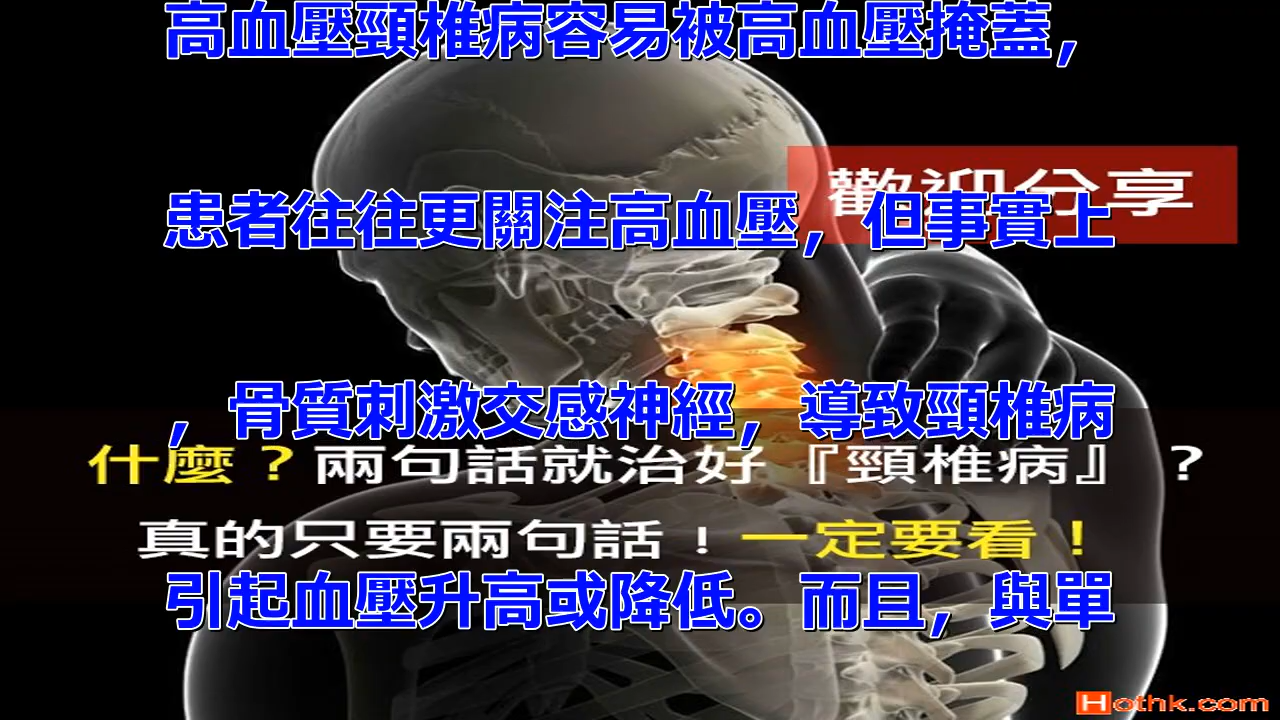 高血壓頸椎病容易被高血壓掩蓋，
歡迎分享
患者往往更關注高血壓，但事實上
，骨質刺激交感神經，導致頸椎病
什麼？兩句話就治好『頸椎病』？
真的只要兩句話！一定要看！
引起血壓升高或降低。而且，與單
Hothk.com